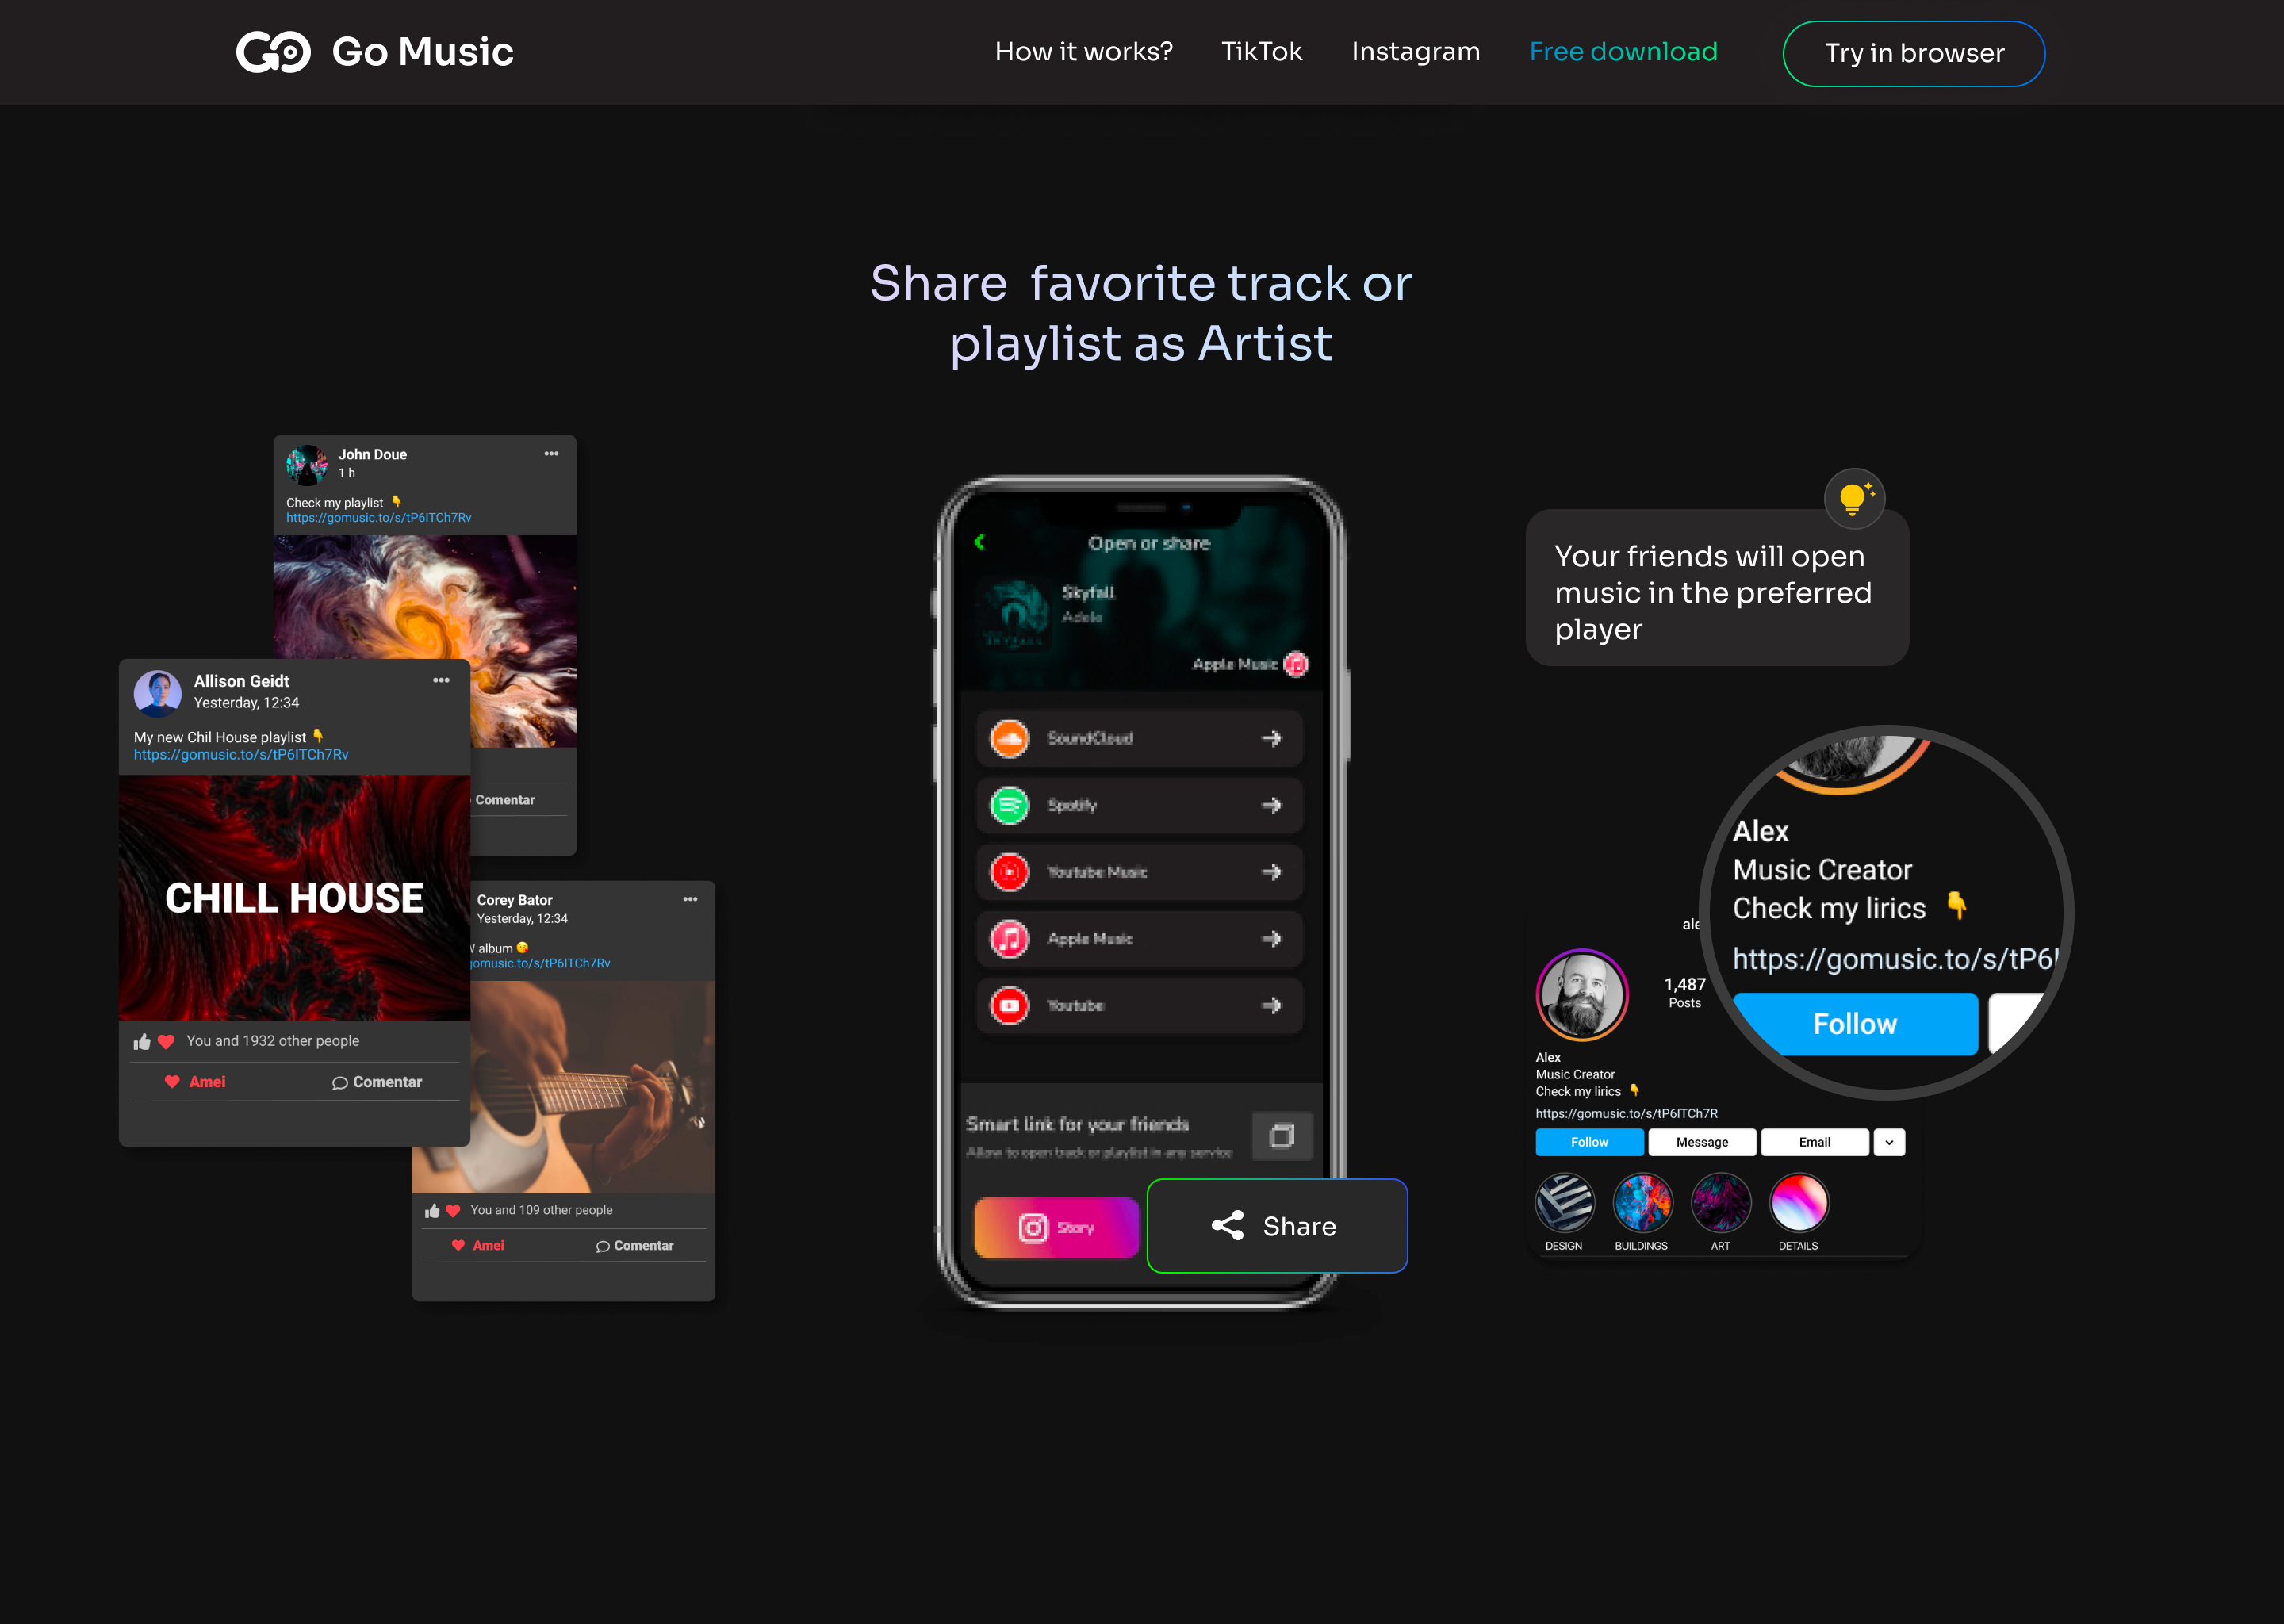 Go Music
How it works?
TikTok
Instagram
Free download
Try in browser
Share favorite track or
playlist as Artist
John Doue
1 h
Check my playlist 👇
https://gomusic.to/s/tP6ITCh7Rv
Comentar
Allison Geidt
Yesterday, 12:34
My new Chil House playlist 👇
https://gomusic.to/s/tP6ITCh7Rv
CHILL HOUSE
You and 1932 other people
Amei
Comentar
Corey Bator
Yesterday, 12:34
album 😘
gomusic.to/s/tP6ITCh7Rv
You and 109 other people
Amei
Comentar
Open or share
Skyfall
Adele
SKYFALL
Apple Music
SoundCloud
Spotify
Youtube Music
Apple Music
Youtube
Smart link for your friends
Allow to open track or playlist in any service
Story
Share
Your friends will open
music in the preferred
player
Alex
Music Creator
Check my lirics 👇
https://gomusic.to/s/tP6I
Follow
ale
1,487
Posts
Alex
Music Creator
Check my lirics 👇
https://gomusic.to/s/tP6ITCh7R
Follow
Message
Email
DESIGN
BUILDINGS
ART
DETAILS